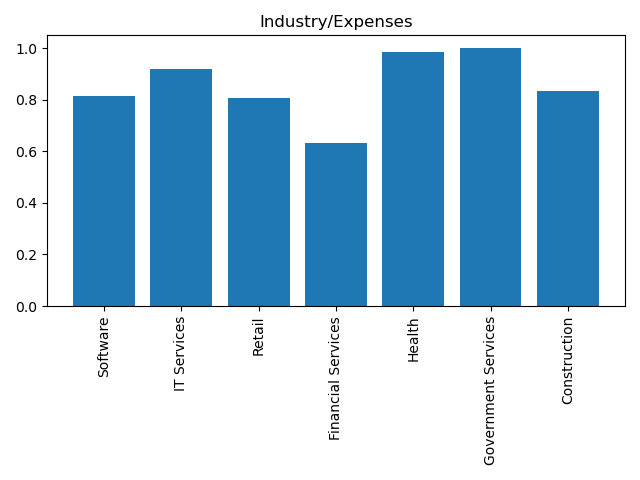 Industry/Expenses
1.0
0.8
0.6
0.4
0.2
0.0
Software
IT Services
Retail
Financial Services
Health
Government Services
Construction